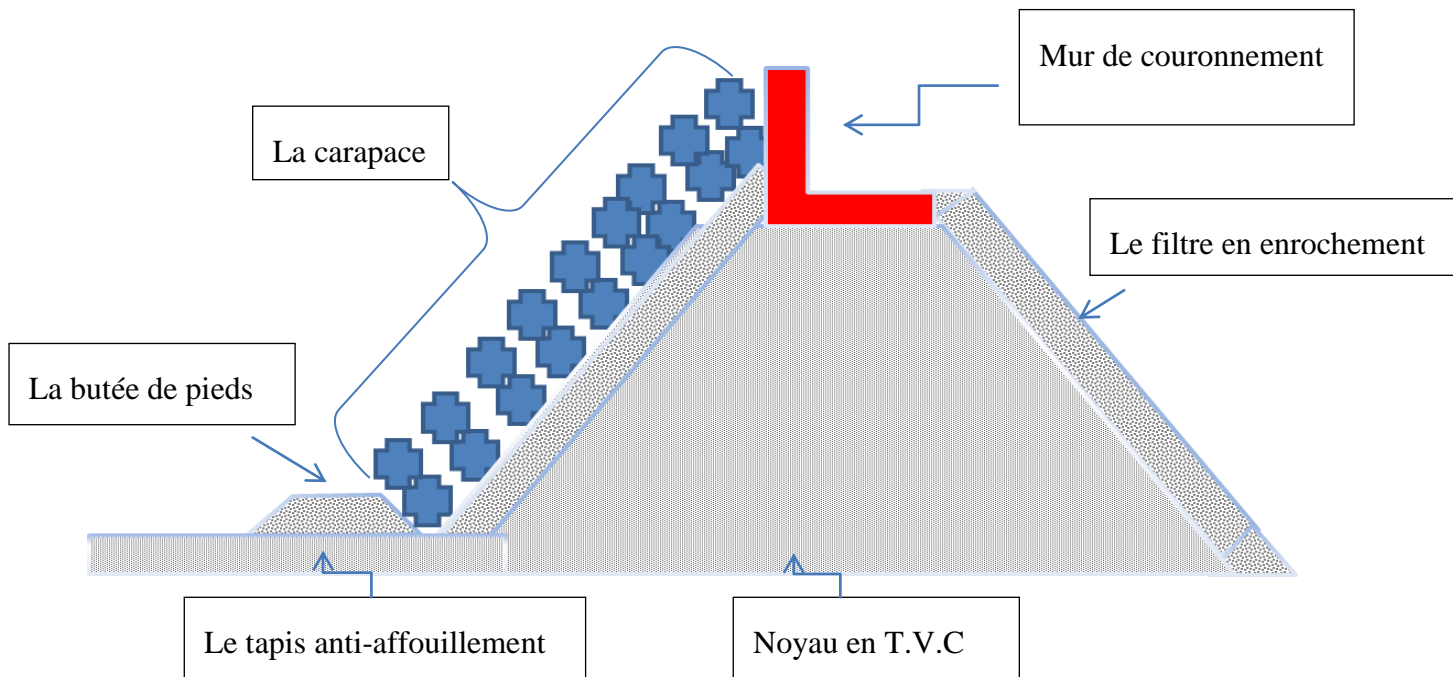 Mur de couronnement
La carapace
Le filtre en enrochement
La butée de pieds
Le tapis anti-affouillement
Noyau en T.V.C